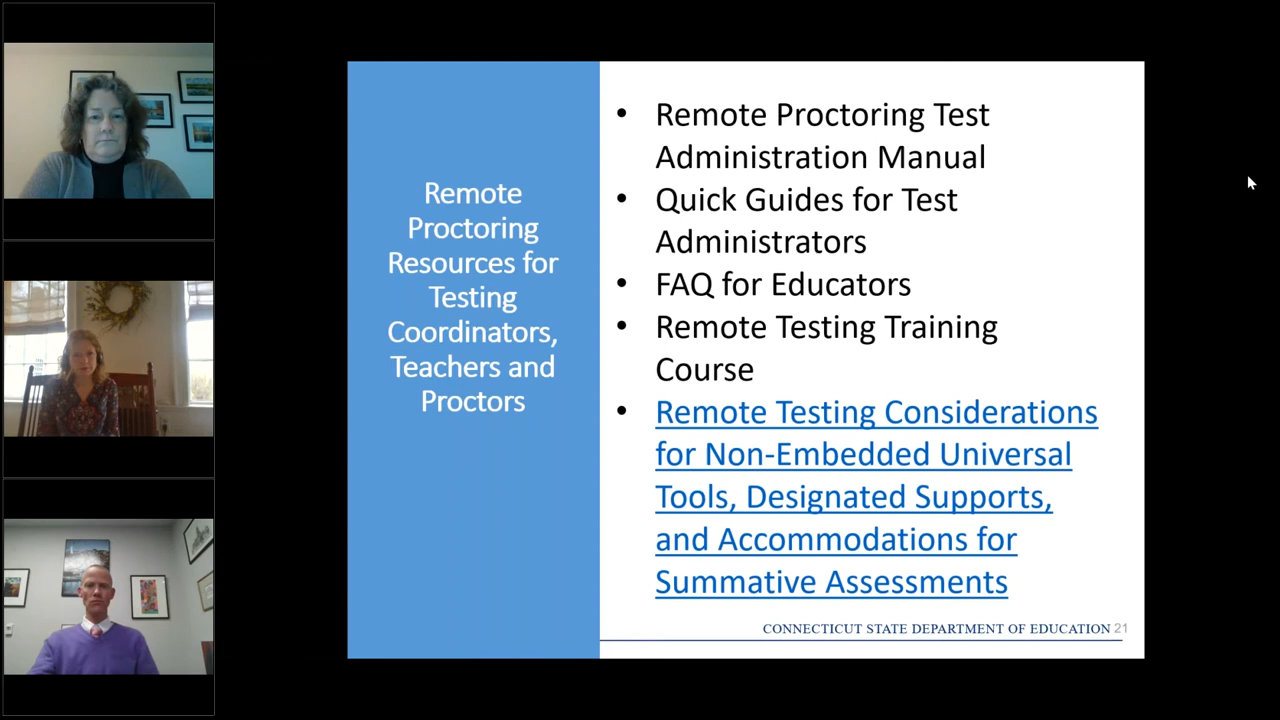 Remote
Proctoring
Resources for
Testing
Coordinators,
Teachers and
Proctors
• Remote Proctoring Test
Administration Manual
• Quick Guides for Test
Administrators
• FAQ for Educators
• Remote Testing Training
Course
• Remote Testing Considerations
for Non-Embedded Universal
Tools, Designated Supports,
and Accommodations for
Summative Assessments
CONNECTICUT STATE DEPARTMENT OF EDUCATION 21